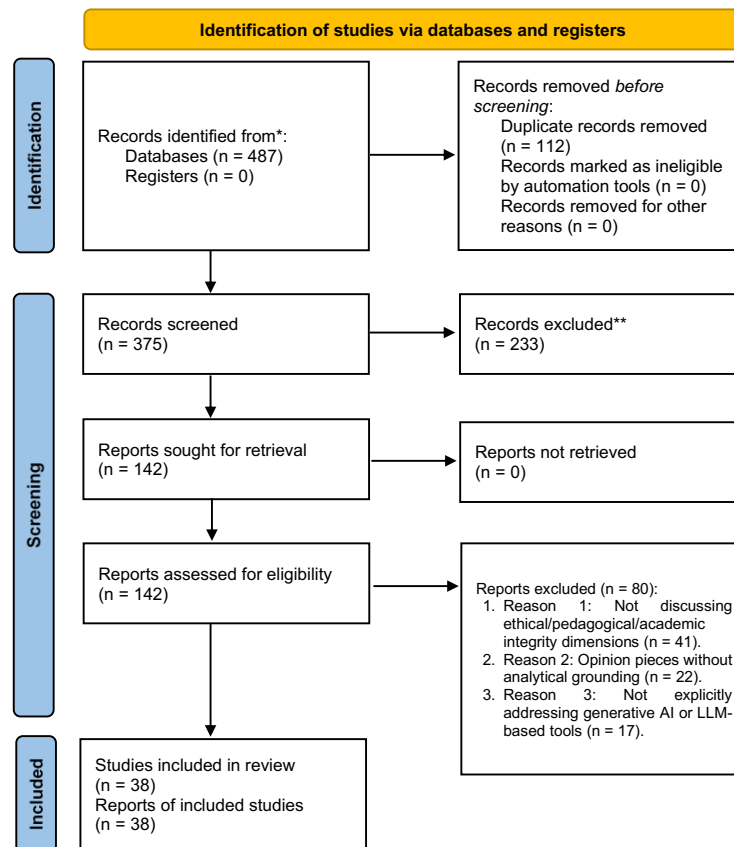 Identification of studies via databases and registers
Identification
Records identified from*:
Databases (n = 487)
Registers (n = 0)
Records removed before
screening:
Duplicate records removed
(n = 112)
Records marked as ineligible
by automation tools (n = 0)
Records removed for other
reasons (n = 0)
Screening
Records screened
(n = 375)
Records excluded**
(n = 233)
Reports sought for retrieval
(n = 142)
Reports not retrieved
(n = 0)
Reports assessed for eligibility
(n = 142)
Reports excluded (n = 80):
1. Reason 1: Not discussing
ethical/pedagogical/academic
integrity dimensions (n = 41).
2. Reason 2: Opinion pieces without
analytical grounding (n = 22).
3. Reason 3: Not explicitly
addressing generative AI or LLM-
based tools (n = 17).
Included
Studies included in review
(n = 38)
Reports of included studies
(n = 38)